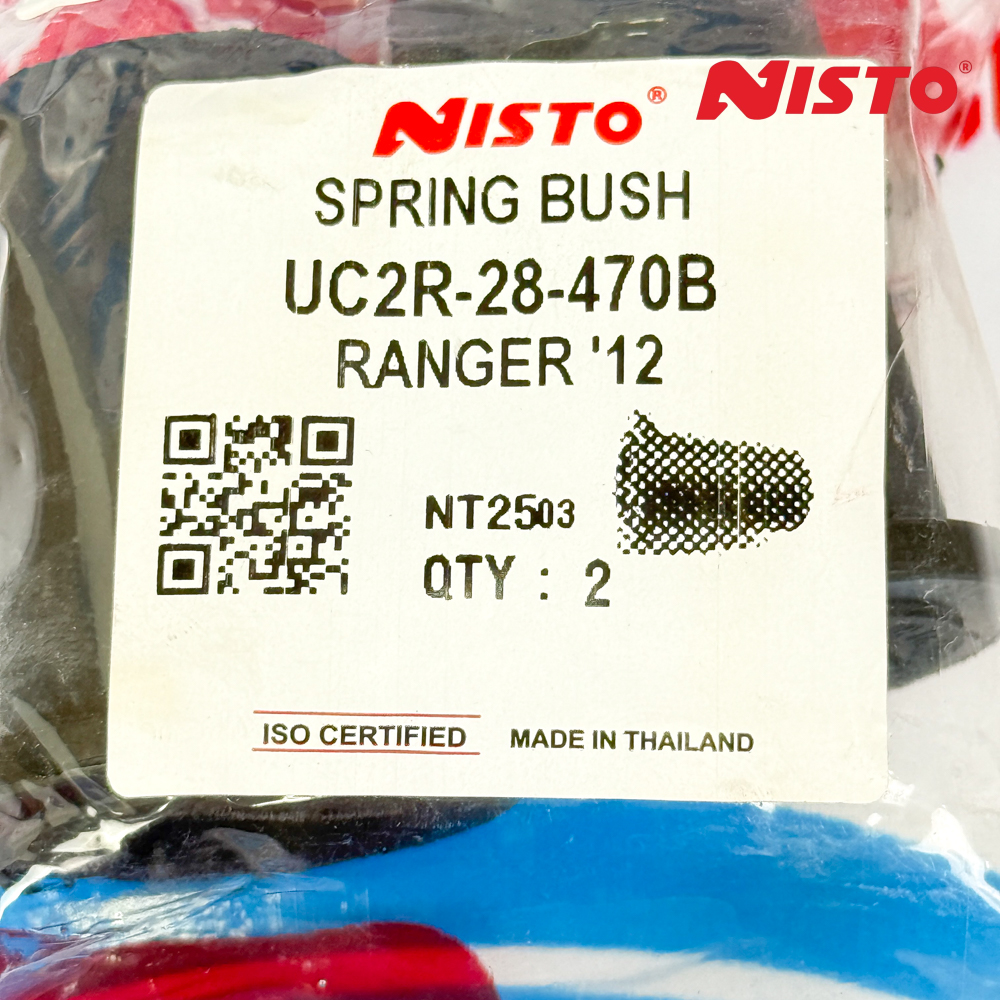 NISTO®
NISTO®
SPRING BUSH
UC2R-28-470B
RANGER '12
NT2503
QTY : 2
ISO CERTIFIED
MADE IN THAILAND